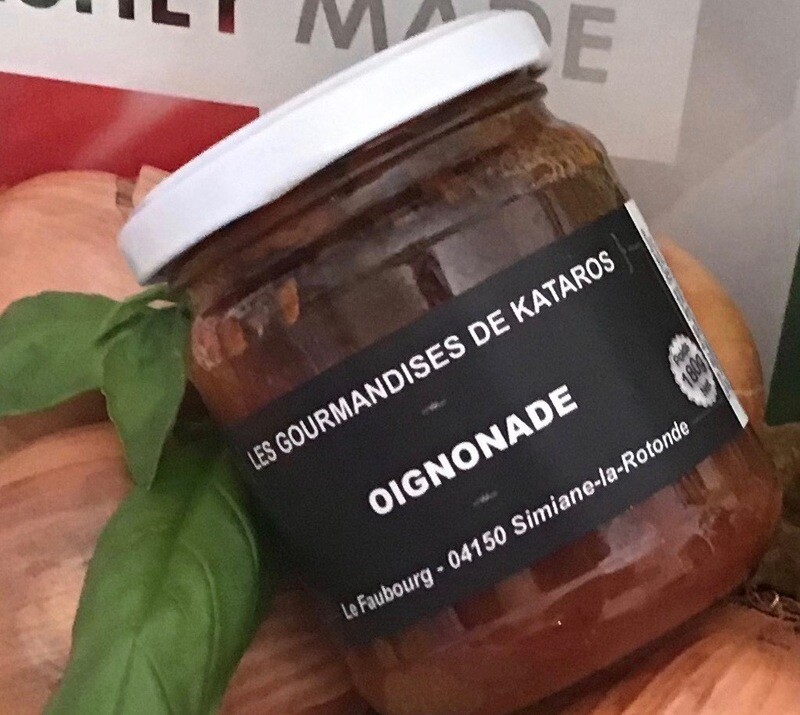 MADE
LES GOURMANDISES DE KATAROS
OIGNONADE
Le Faubourg - 04150 Simiane-la-Rotonde
180g